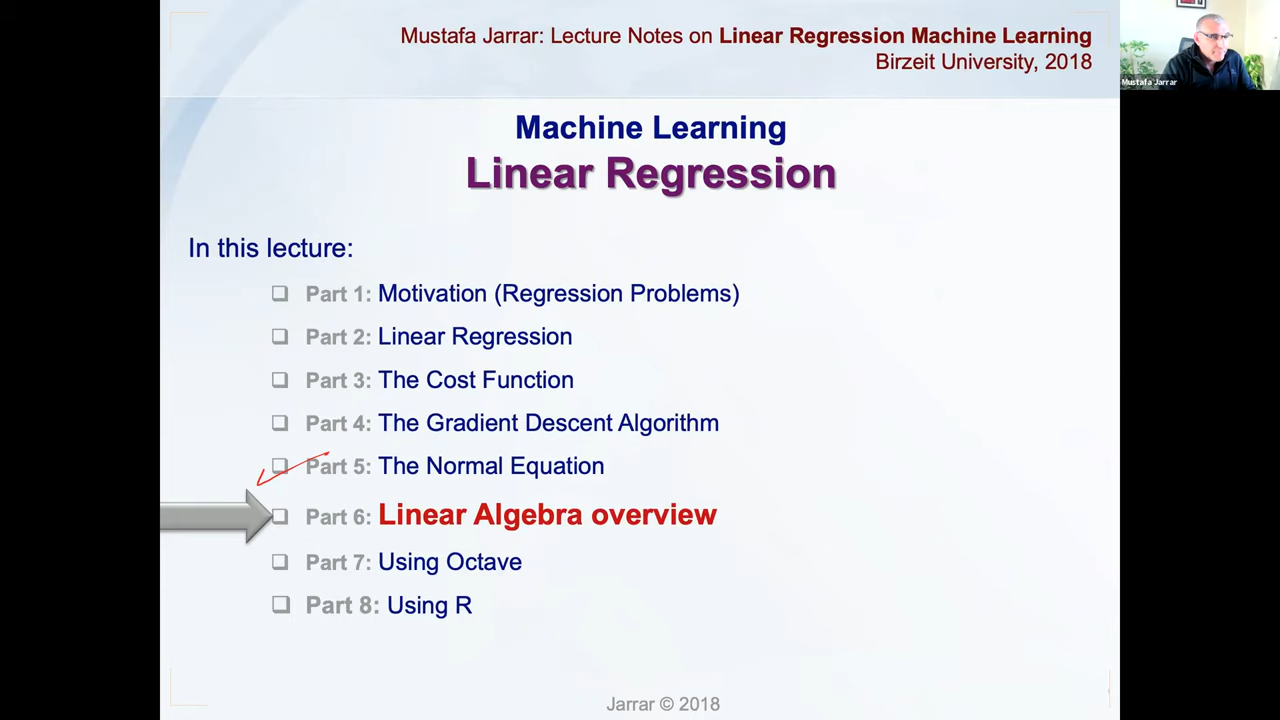 Mustafa Jarrar: Lecture Notes on Linear Regression Machine Learning
Birzeit University, 2018
Mustafa Jarrar
Machine Learning
Linear Regression
In this lecture:
Part 1: Motivation (Regression Problems)
Part 2: Linear Regression
Part 3: The Cost Function
Part 4: The Gradient Descent Algorithm
Part 5: The Normal Equation
Part 6: Linear Algebra overview
Part 7: Using Octave
Part 8: Using R
Jarrar © 2018